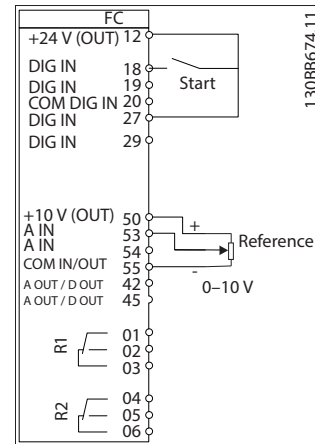 FC
+24 V (OUT) 12
DIG IN 18
DIG IN 19
COM DIG IN 20
DIG IN 27
DIG IN 29
Start
+10 V (OUT) 50
A IN 53
A IN 54
COM IN/OUT 55
A OUT / D OUT 42
A OUT / D OUT 45
+
Reference
-
0–10 V
R1
01
02
03
R2
04
05
06
130BB674.11